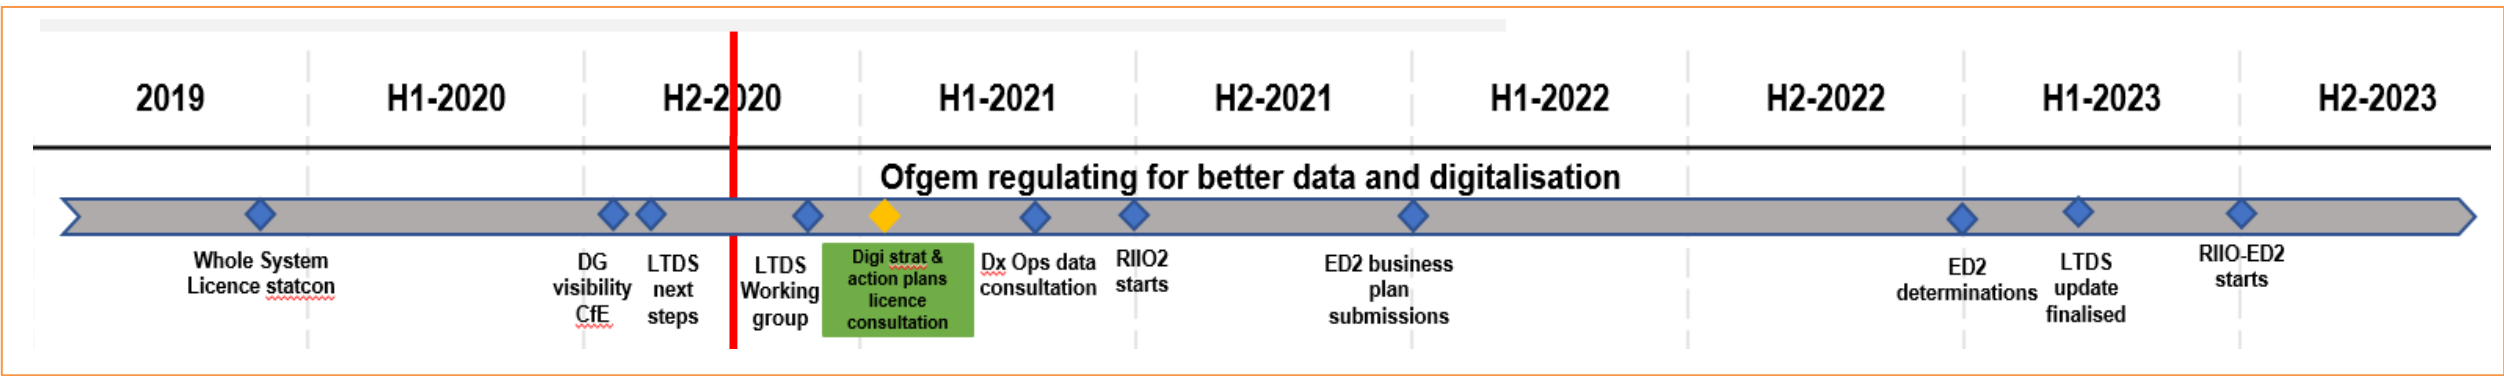 2019 H1-2020 H2-2020 H1-2021 H2-2021 H1-2022 H2-2022 H1-2023 H2-2023
Ofgem regulating for better data and digitalisation
Whole System
Licence statcon
DG
visibility
CfE
LTDS
next
steps
LTDS
Working
group
Digi strat &
action plans
licence
consultation
Dx Ops data
consultation
RIIO2
starts
ED2 business
plan
submissions
ED2
determinations
LTDS
update
finalised
RIIO-ED2
starts